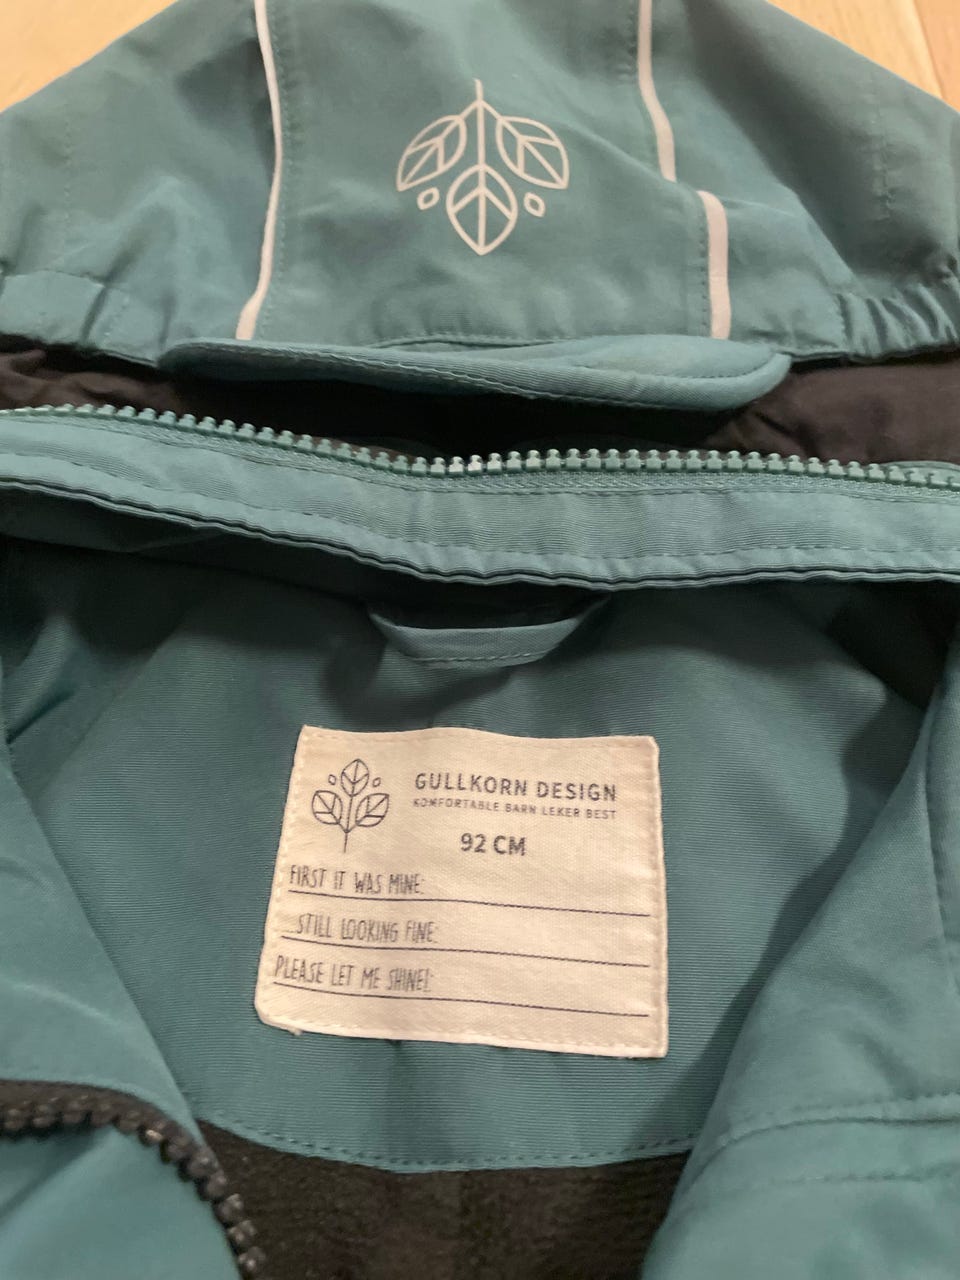 GULLKORN DESIGN
KOMFORTABLE BARN LEKER BEST
92 CM
FIRST IT WAS MINE:
...STILL LOOKING FINE:
PLEASE LET ME SHINE!: